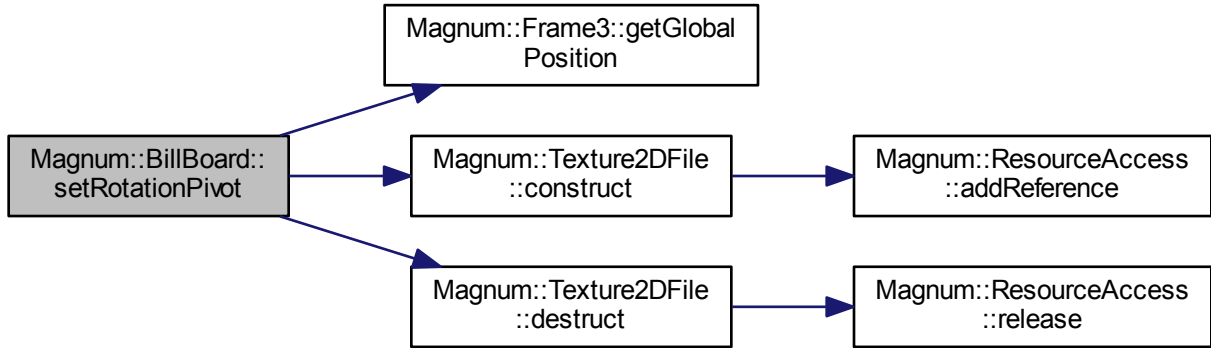 Magnum::Frame3::getGlobal
Position
Magnum::BillBoard::
setRotationPivot
Magnum::Texture2DFile
::construct
Magnum::ResourceAccess
::addReference
Magnum::Texture2DFile
::destruct
Magnum::ResourceAccess
::release